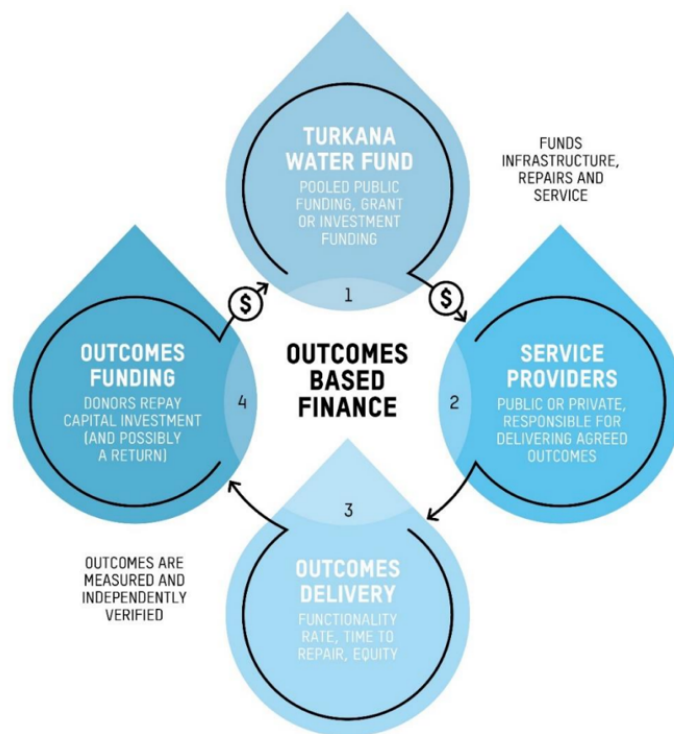 TURKANA
WATER FUND
POOLED PUBLIC
FUNDING, GRANT
OR INVESTMENT
FUNDING
1
$
$
FUNDS
INFRASTRUCTURE,
REPAIRS AND
SERVICE
OUTCOMES
BASED
FINANCE
SERVICE
PROVIDERS
PUBLIC OR PRIVATE,
RESPONSIBLE FOR
DELIVERING AGREED
OUTCOMES
2
3
OUTCOMES
DELIVERY
FUNCTIONALITY
RATE, TIME TO
REPAIR, EQUITY
OUTCOMES ARE
MEASURED AND
INDEPENDENTLY
VERIFIED
OUTCOMES
FUNDING
DONORS REPAY
CAPITAL INVESTMENT
(AND POSSIBLY
A RETURN)
4